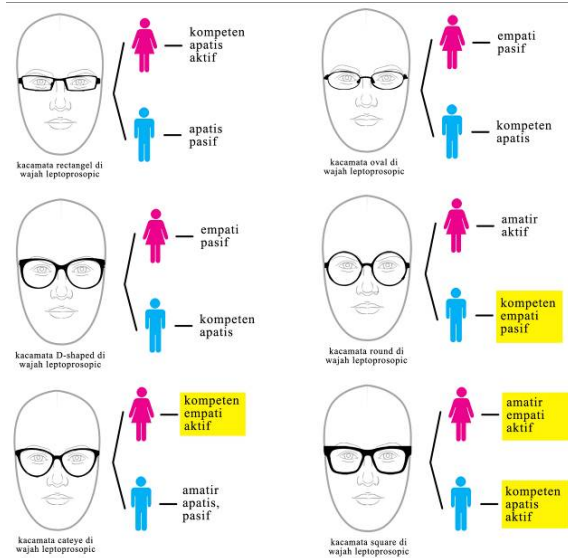 kompeten
apatis
aktif
apatis
pasif
kacamata rectangel di
wajah leptoprosopic
empati
pasif
kompeten
apatis
kacamata oval di
wajah leptoprosopic
empati
pasif
kompeten
apatis
kacamata D-shaped di
wajah leptoprosopic
amatir
aktif
kompeten
empati
pasif
kacamata round di
wajah leptoprosopic
kompeten
empati
aktif
amatir
apatis,
pasif
kacamata cateye di
wajah leptoprosopic
amatir
empati
aktif
kompeten
apatis
aktif
kacamata square di
wajah leptoprosopic